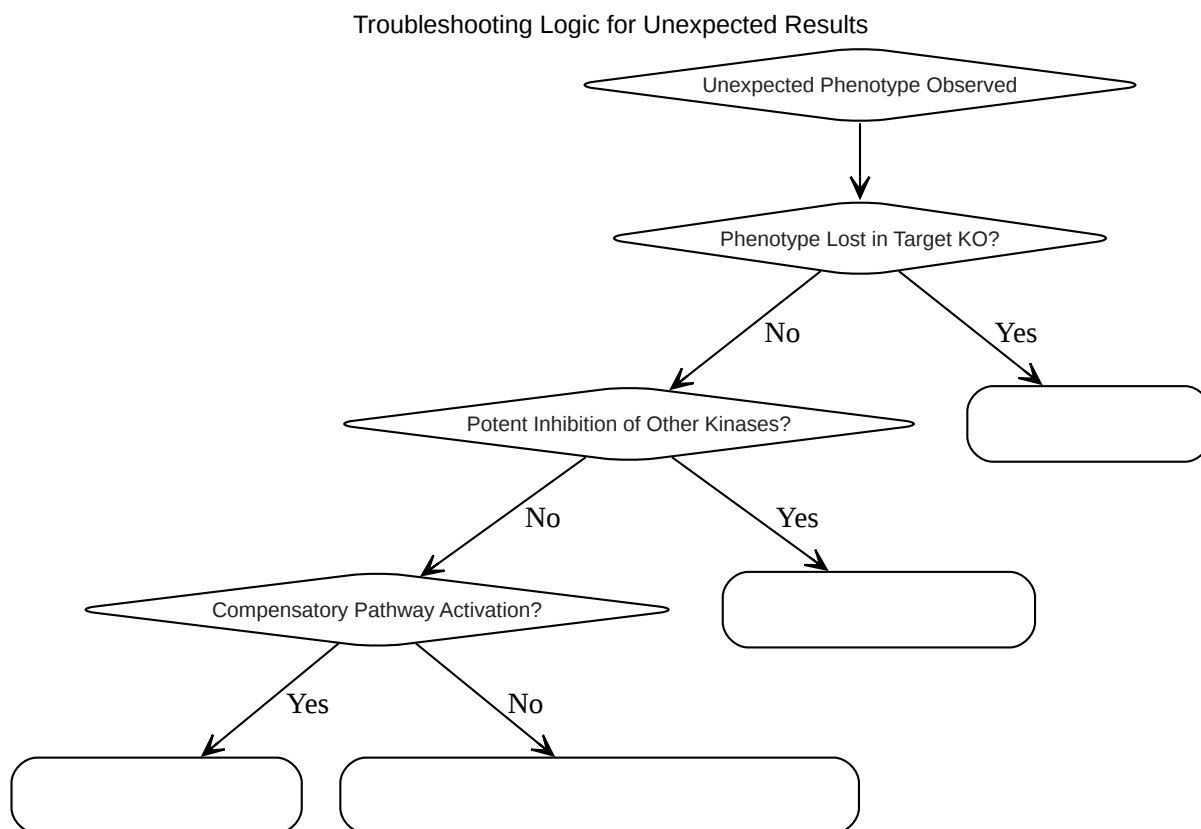 Troubleshooting Logic for Unexpected Results
Unexpected Phenotype Observed
Phenotype Lost in Target KO?
No
Yes
Potent Inhibition of Other Kinases?
No
Yes
Compensatory Pathway Activation?
Yes
No